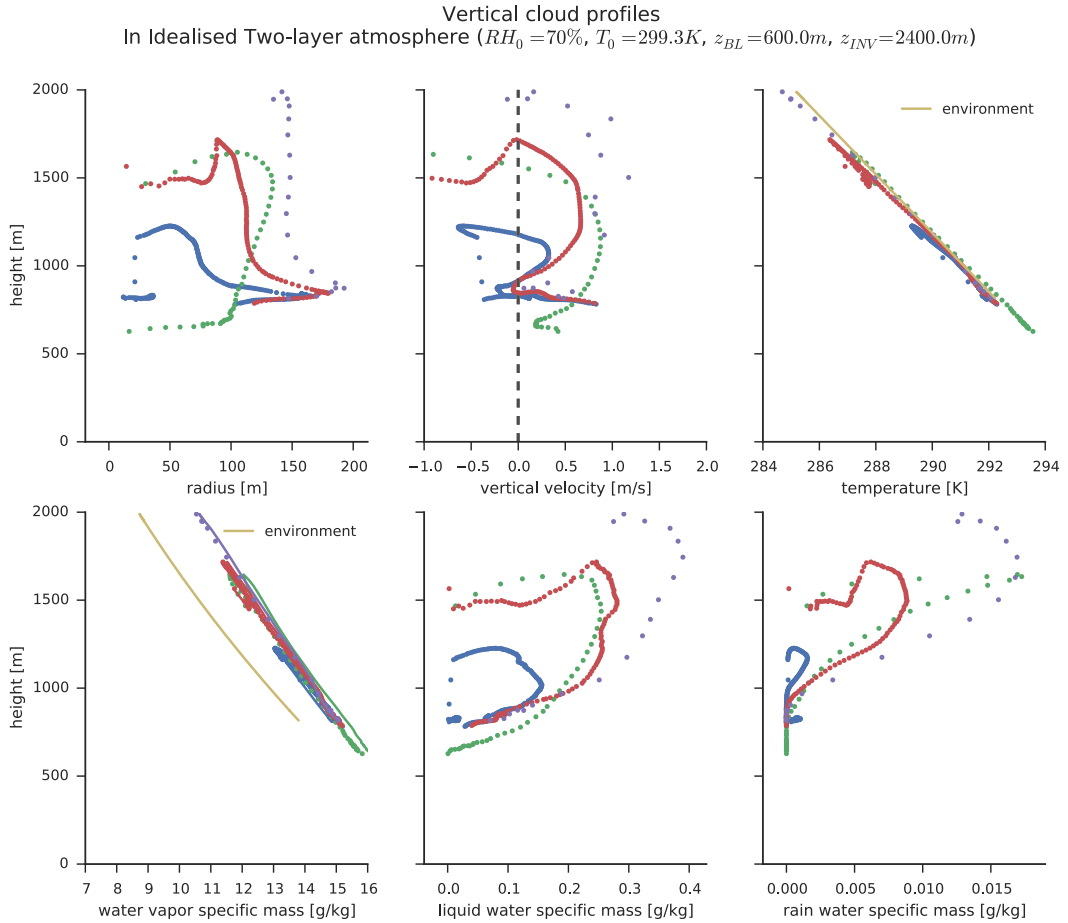 Vertical cloud profiles
In Idealised Two-layer atmosphere (RH₀ =70%, T₀ =299.3K, z_BL=600.0m, z_INV=2400.0m)
2000
1500
1000
500
0
height [m]
0 50 100 150 200
radius [m]
−1.0 −0.5 0.0 0.5 1.0 1.5 2.0
vertical velocity [m/s]
environment
284 286 288 290 292 294
temperature [K]
2000
1500
1000
500
0
height [m]
environment
7 8 9 10 11 12 13 14 15 16
water vapor specific mass [g/kg]
0.0 0.1 0.2 0.3 0.4
liquid water specific mass [g/kg]
0.000 0.005 0.010 0.015
rain water specific mass [g/kg]